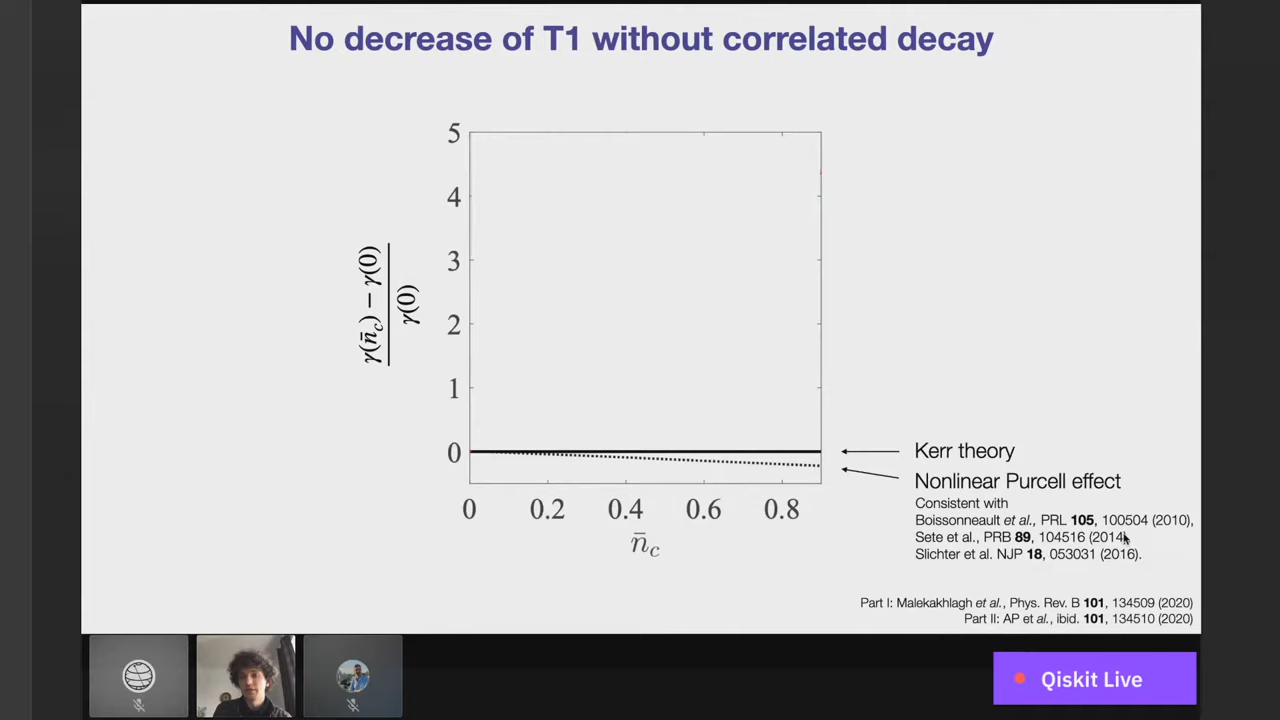 No decrease of T1 without correlated decay
5
4
3
2
1
0
γ(n̄c) − γ(0)
γ(0)
0 0.2 0.4 0.6 0.8
n̄c
Kerr theory
Nonlinear Purcell effect
Consistent with
Boissonneault et al., PRL 105, 100504 (2010),
Sete et al., PRB 89, 104516 (2014)
Slichter et al. NJP 18, 053031 (2016).
Part I: Malekakhlagh et al., Phys. Rev. B 101, 134509 (2020)
Part II: AP et al., ibid. 101, 134510 (2020)
Qiskit Live